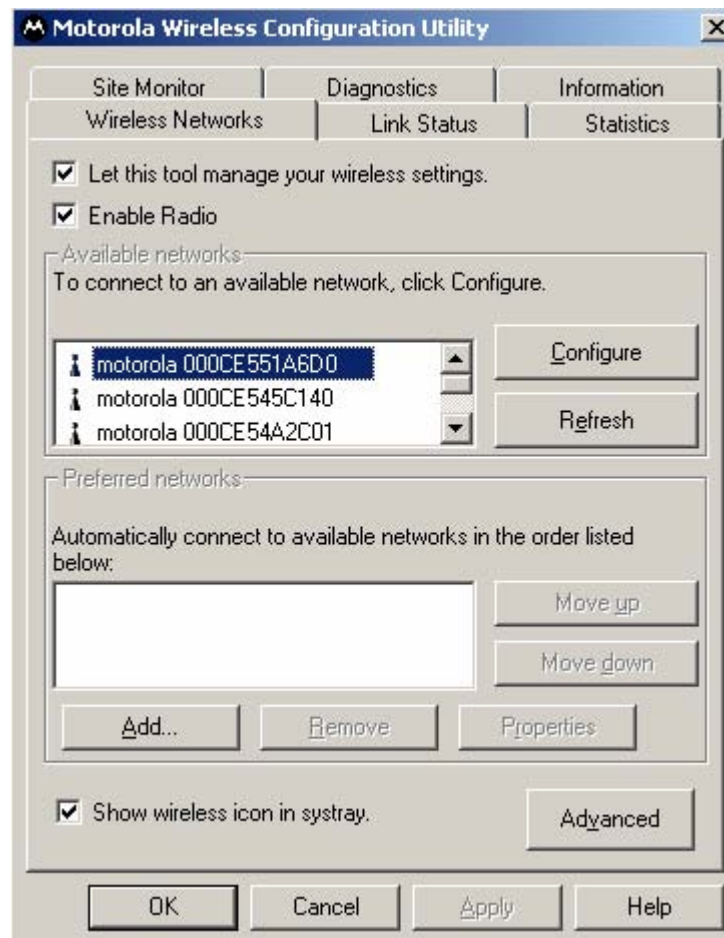 Motorola Wireless Configuration Utility
Site Monitor Diagnostics Information
Wireless Networks Link Status Statistics
Let this tool manage your wireless settings.
Enable Radio
Available networks
To connect to an available network, click Configure.
motorola 000CE551A6D0
motorola 000CE545C140
motorola 000CE54A2C01
Configure
Refresh
Preferred networks
Automatically connect to available networks in the order listed
below:
Move up
Move down
Add... Remove Properties
Show wireless icon in systray.
Advanced
OK Cancel Apply Help